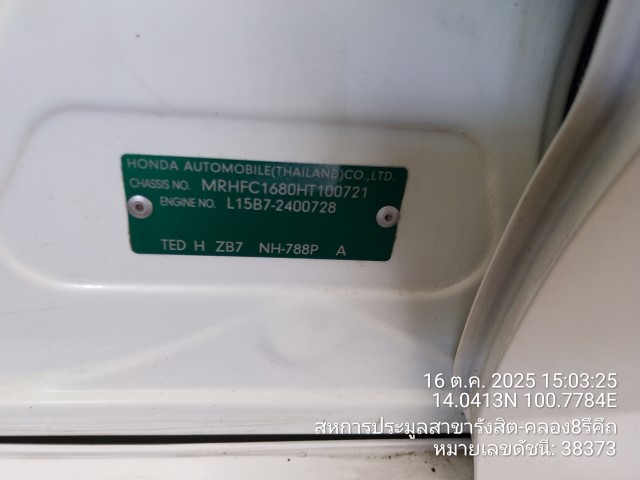 HONDA AUTOMOBILE(THAILAND)CO.,LTD.
CHASSIS NO. MRHFC1680HT100721
ENGINE NO. L15B7-2400728
TED H ZB7 NH-788P A
16 ต.ค. 2025 15:03:25
14.0413N 100.7784E
สหการประมูลสาขารังสิต-คลอง8รีคีถ
หมายเลขดัชนี: 38373